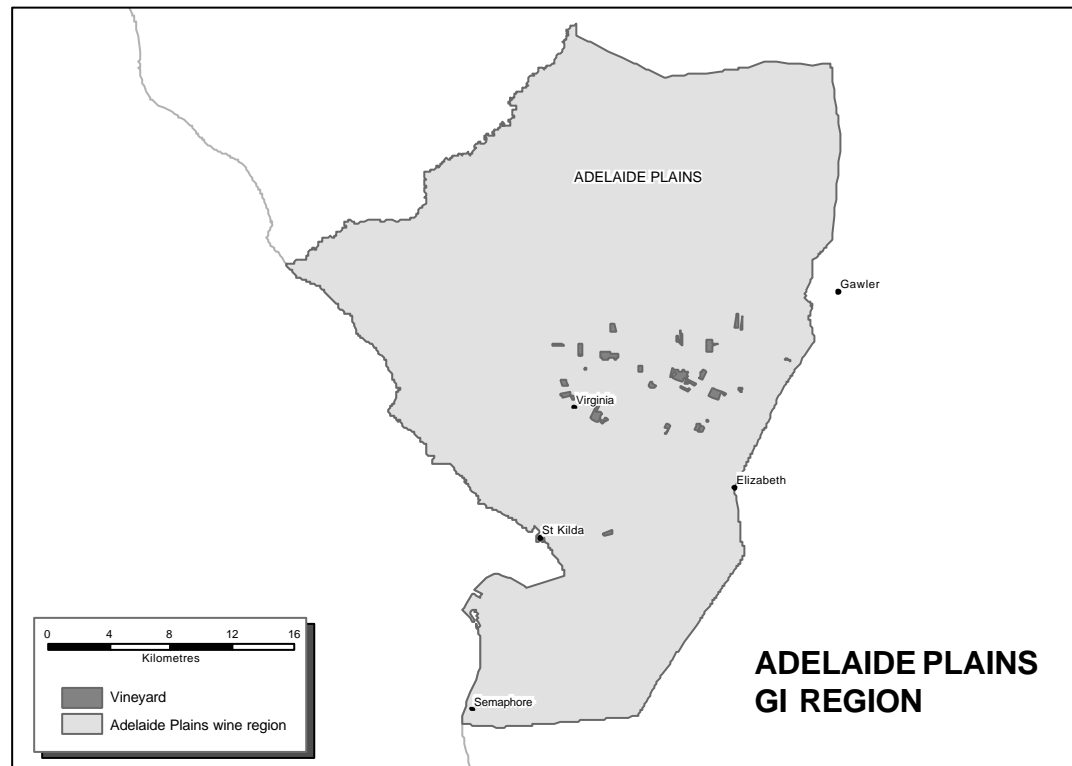 ADELAIDE PLAINS
Gawler
Virginia
Elizabeth
St Kilda
Semaphore
0 4 8 12 16
Kilometres
Vineyard
Adelaide Plains wine region
ADELAIDE PLAINS
GI REGION